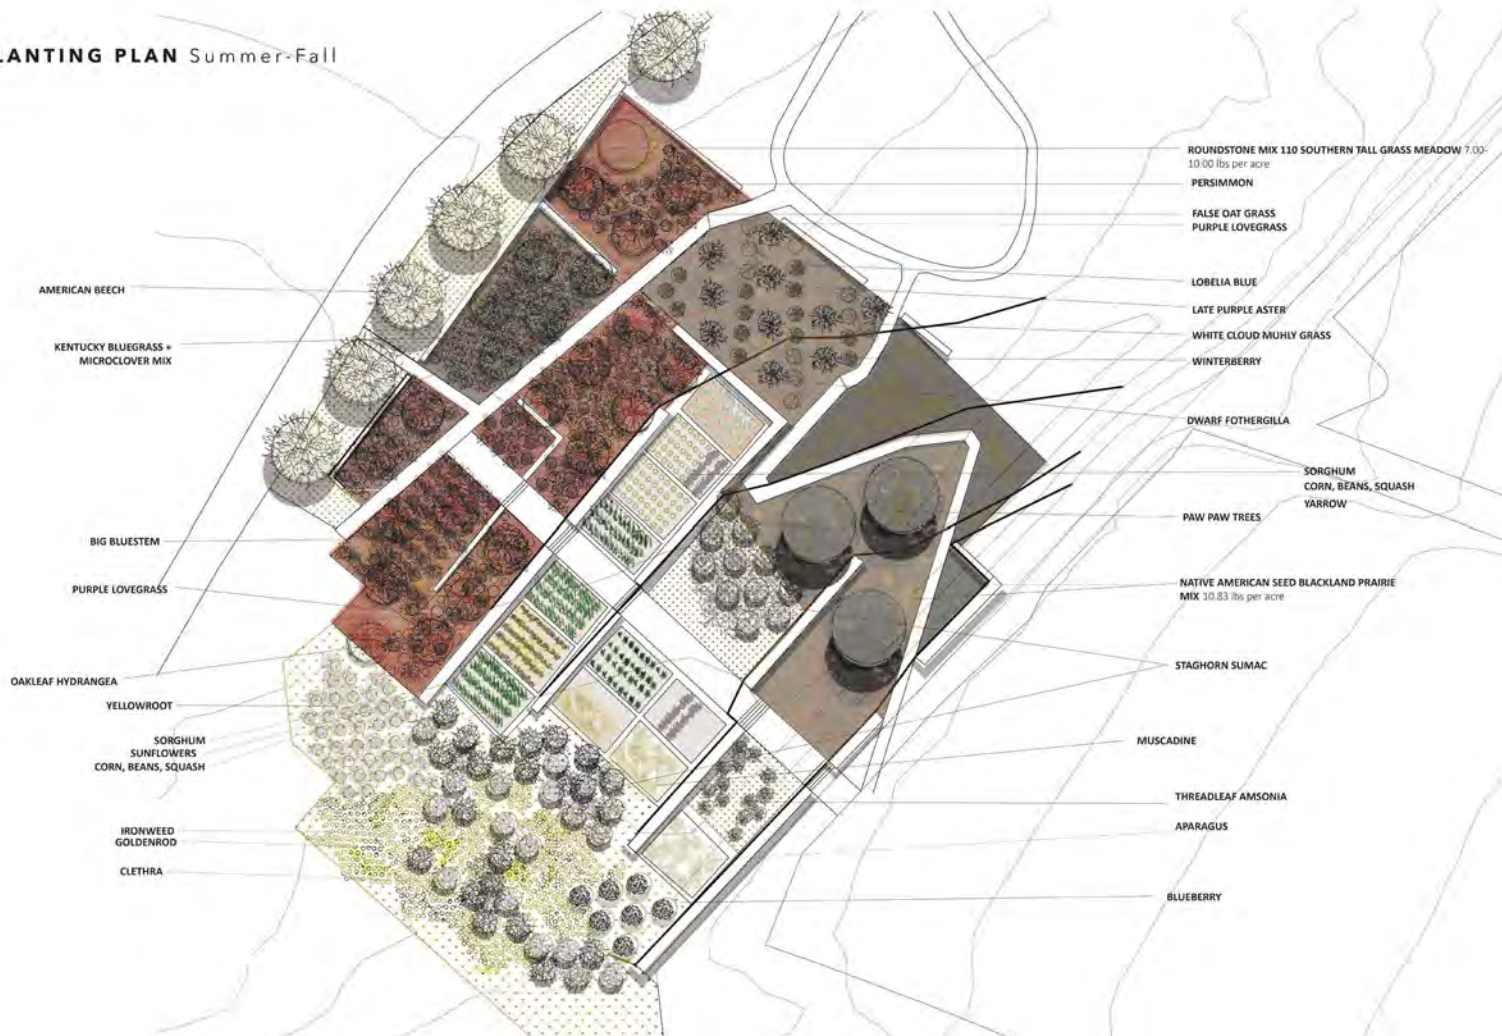 LANTING PLAN Summer-Fall
AMERICAN BEECH
KENTUCKY BLUEGRASS +
MICROCLOVER MIX
BIG BLUESTEM
PURPLE LOVEGRASS
OAKLEAF HYDRANGEA
YELLOWROOT
SORGHUM
SUNFLOWERS
CORN, BEANS, SQUASH
IRONWEED
GOLDENROD
CLETHRA
ROUNDSTONE MIX 110 SOUTHERN TALL GRASS MEADOW 7.00-
10.00 lbs per acre
PERSIMMON
FALSE OAT GRASS
PURPLE LOVEGRASS
LOBELIA BLUE
LATE PURPLE ASTER
WHITE CLOUD MUHLY GRASS
WINTERBERRY
DWARF FOTHERGILLA
SORGHUM
CORN, BEANS, SQUASH
YARROW
PAW PAW TREES
NATIVE AMERICAN SEED BLACKLAND PRAIRIE
MIX 10.83 lbs per acre
STAGHORN SUMAC
MUSCADINE
THREADLEAF AMSONIA
APARAGUS
BLUEBERRY